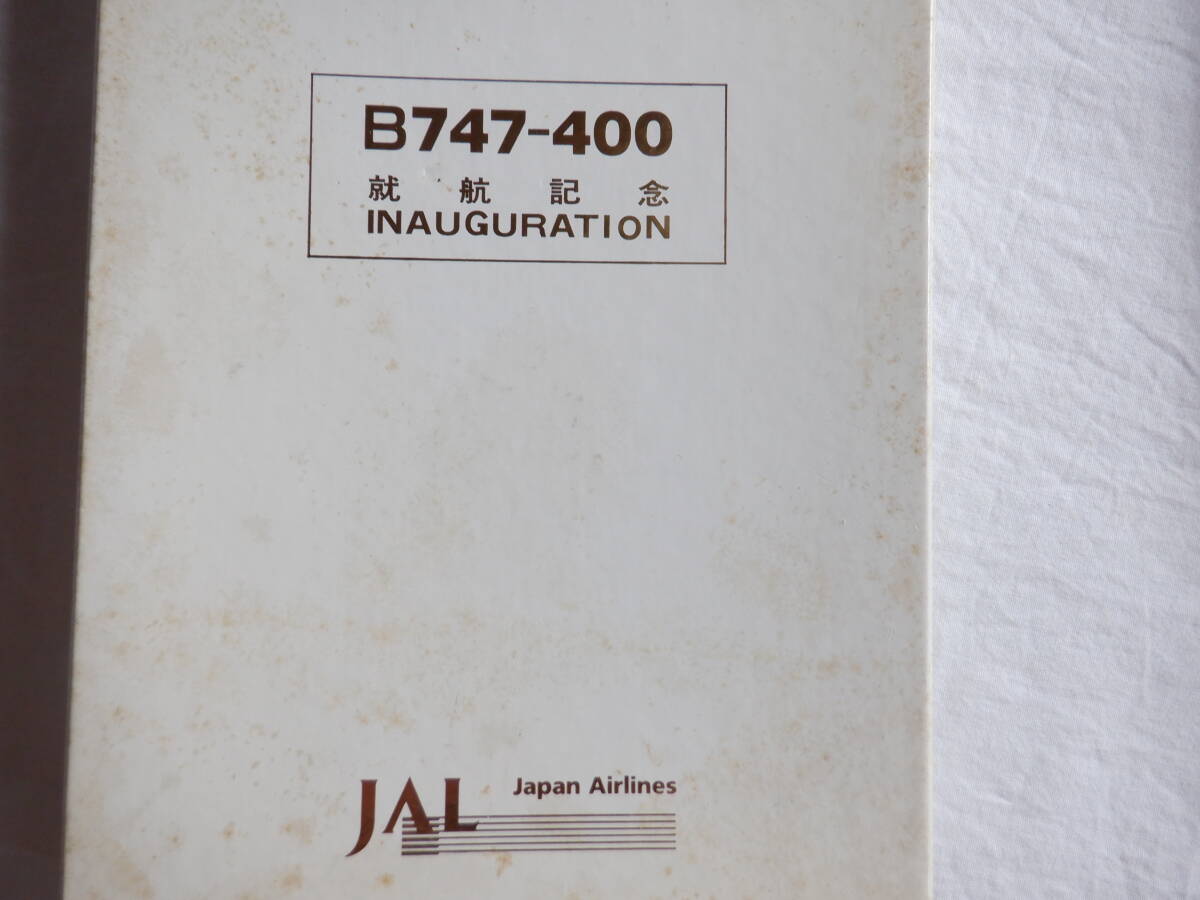 B747-400
就航記念
INAUGURATION
JAL Japan Airlines